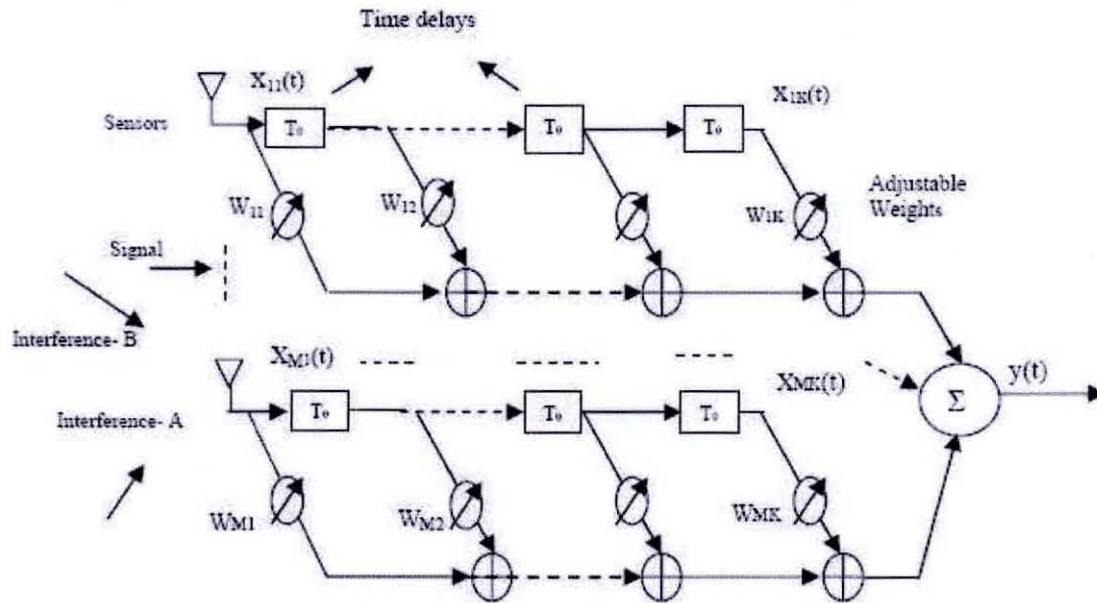 Time delays
X11(t)
X1K(t)
Sensors
T0
T0
T0
W11
W12
W1K
Adjustable
Weights
Signal
Interference- B
XM1(t)
XMK(t)
y(t)
T0
T0
T0
Σ
Interference- A
WM1
WM2
WMK